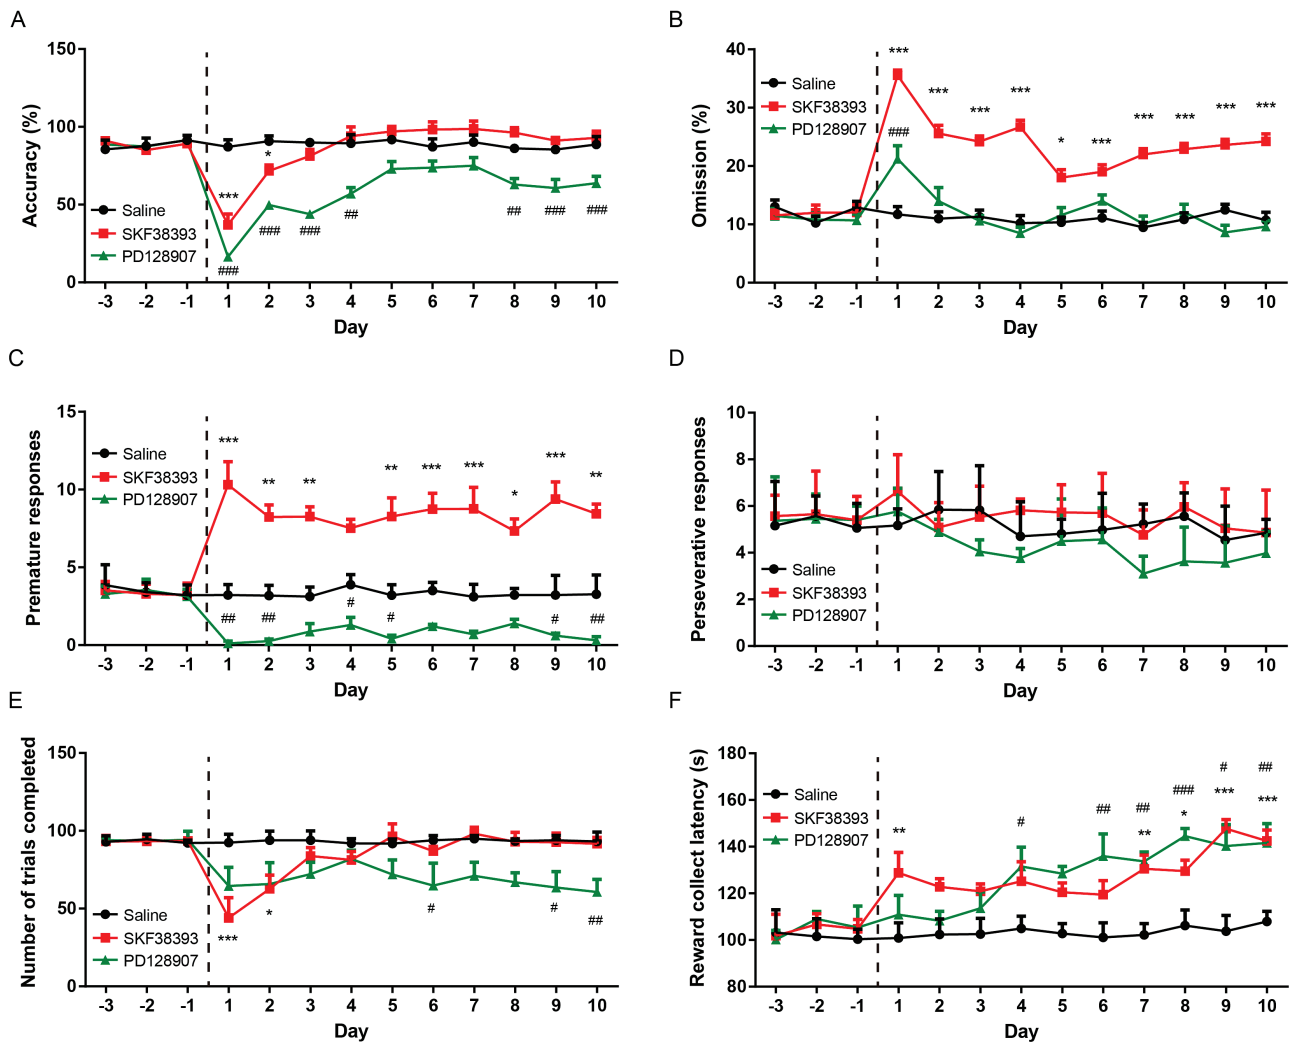 A
Accuracy (%)
150
100
50
0
Saline
SKF38393
PD128907
***
*
###
###
###
##
##
###
###
-3 -2 -1 1 2 3 4 5 6 7 8 9 10
Day
B
Omission (%)
40
30
20
10
0
Saline
SKF38393
PD128907
***
***
***
***
*
***
***
***
***
***
###
-3 -2 -1 1 2 3 4 5 6 7 8 9 10
Day
C
Premature responses
15
10
5
0
Saline
SKF38393
PD128907
***
**
**
**
***
***
*
***
**
##
##
#
#
#
##
-3 -2 -1 1 2 3 4 5 6 7 8 9 10
Day
D
Perseverative responses
10
8
6
4
2
0
Saline
SKF38393
PD128907
-3 -2 -1 1 2 3 4 5 6 7 8 9 10
Day
E
Number of trials completed
150
100
50
0
Saline
SKF38393
PD128907
***
*
#
#
##
-3 -2 -1 1 2 3 4 5 6 7 8 9 10
Day
F
Reward collect latency (s)
180
160
140
120
100
80
Saline
SKF38393
PD128907
**
#
##
##
**
###
*
#
***
##
***
-3 -2 -1 1 2 3 4 5 6 7 8 9 10
Day